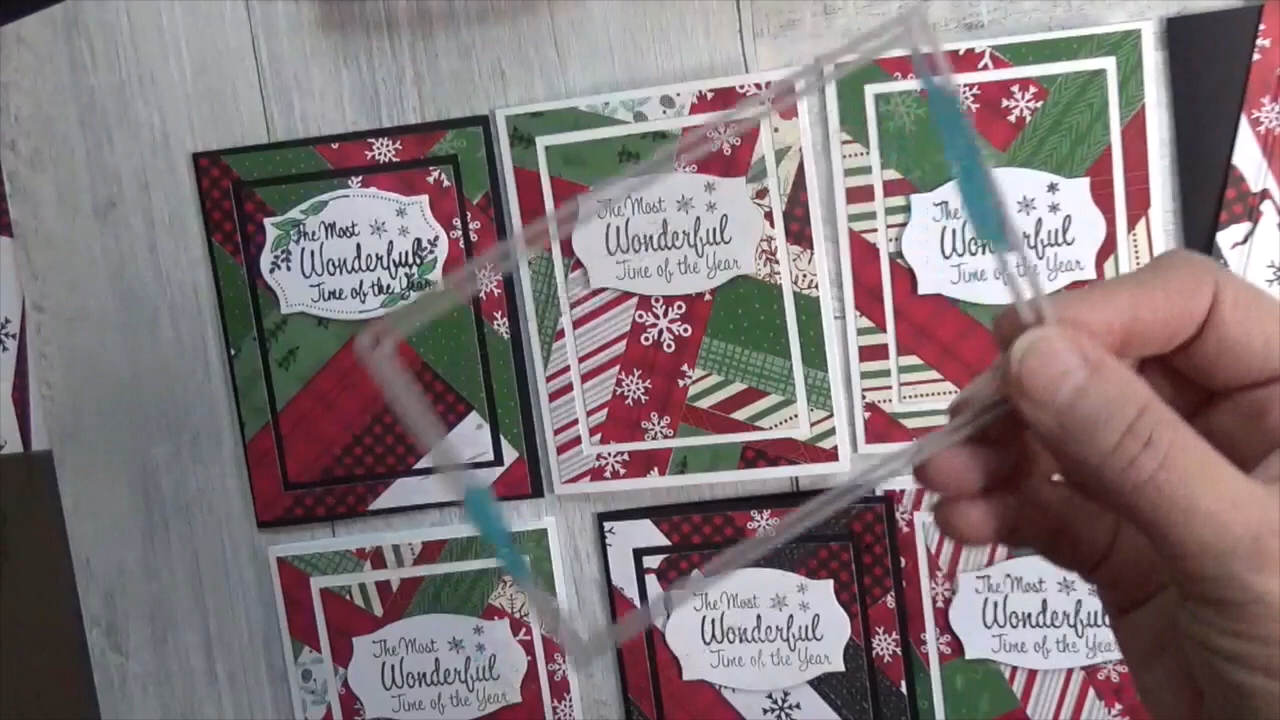 The Most
Wonderful
Time of the Year
The Most
Wonderful
Time of the Year
The
Wonderful
Time of the Year
The Most
Wonderful
Time of the Year
The Most
Wonderful
Time of the Year
The Most
Wonderful
Time of the Year